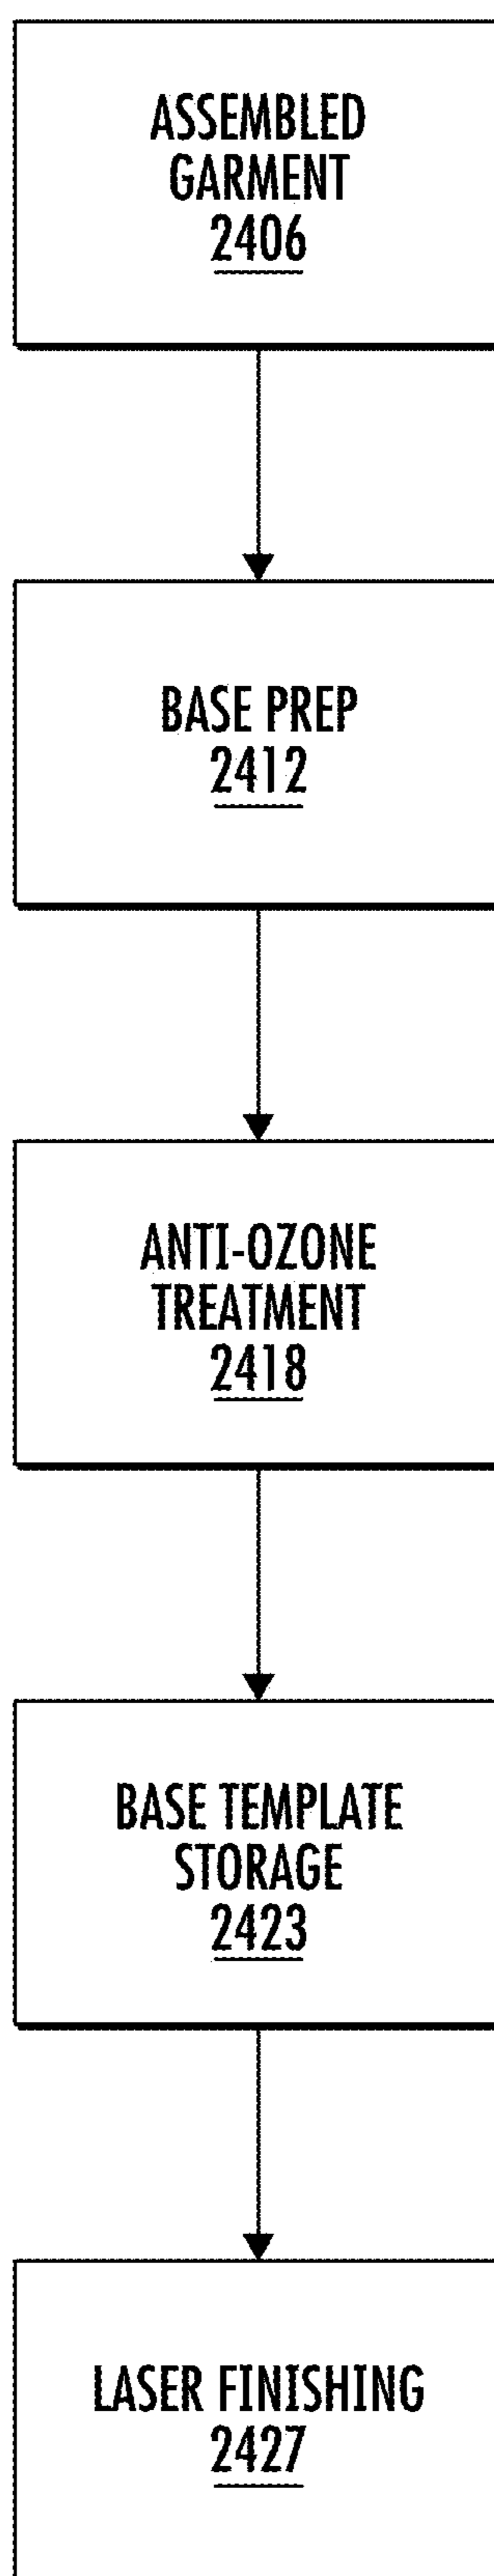 ASSEMBLED
GARMENT
2406
BASE PREP
2412
ANTI-OZONE
TREATMENT
2418
BASE TEMPLATE
STORAGE
2423
LASER FINISHING
2427